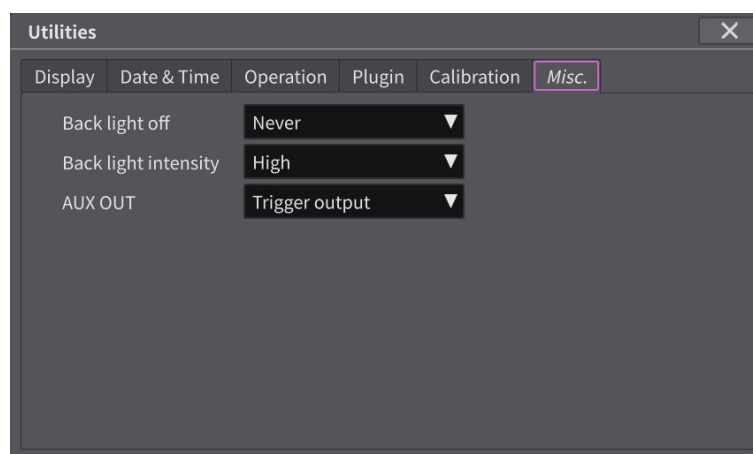 Utilities
Display Date & Time Operation Plugin Calibration Misc.
Back light off Never
Back light intensity High
AUX OUT Trigger output